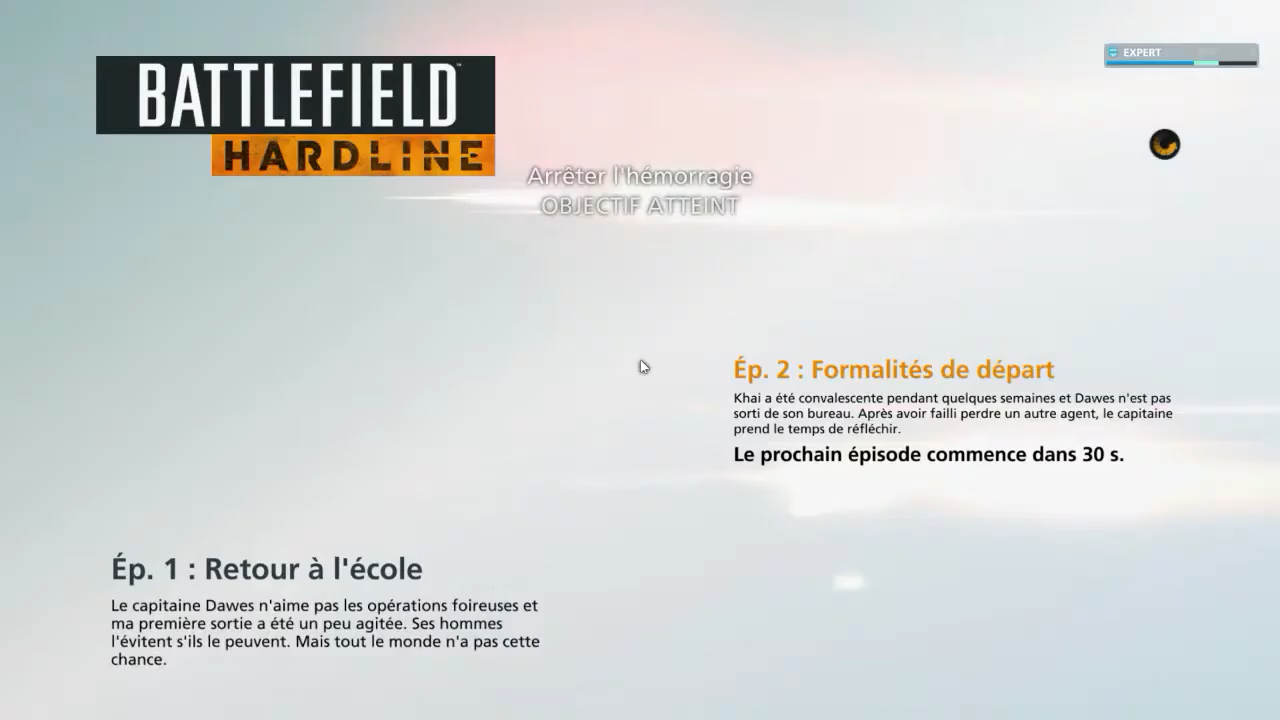 BATTLEFIELD™
HARDLINE
EXPERT
Arrêter l'hémorragie
OBJECTIF ATTEINT
Ép. 2 : Formalités de départ
Khai a été convalescente pendant quelques semaines et Dawes n'est pas
sorti de son bureau. Après avoir failli perdre un autre agent, le capitaine
prend le temps de réfléchir.
Le prochain épisode commence dans 30 s.
Ép. 1 : Retour à l'école
Le capitaine Dawes n'aime pas les opérations foireuses et
ma première sortie a été un peu agitée. Ses hommes
l'évitent s'ils le peuvent. Mais tout le monde n'a pas cette
chance.